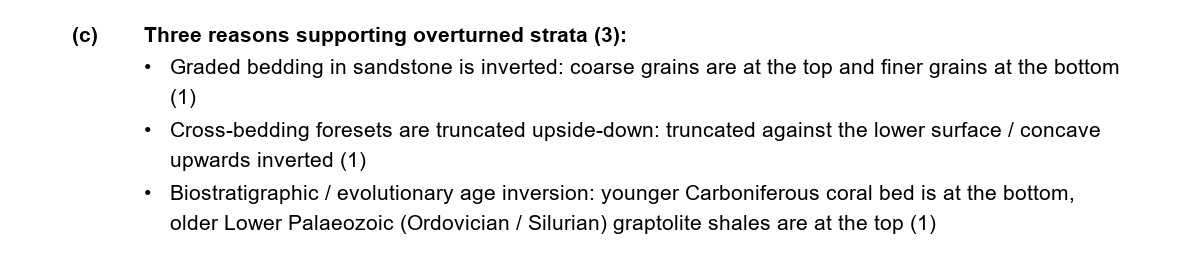 (c) Three reasons supporting overturned strata (3):
• Graded bedding in sandstone is inverted: coarse grains are at the top and finer grains at the bottom
(1)
• Cross-bedding foresets are truncated upside-down: truncated against the lower surface / concave
upwards inverted (1)
• Biostratigraphic / evolutionary age inversion: younger Carboniferous coral bed is at the bottom,
older Lower Palaeozoic (Ordovician / Silurian) graptolite shales are at the top (1)